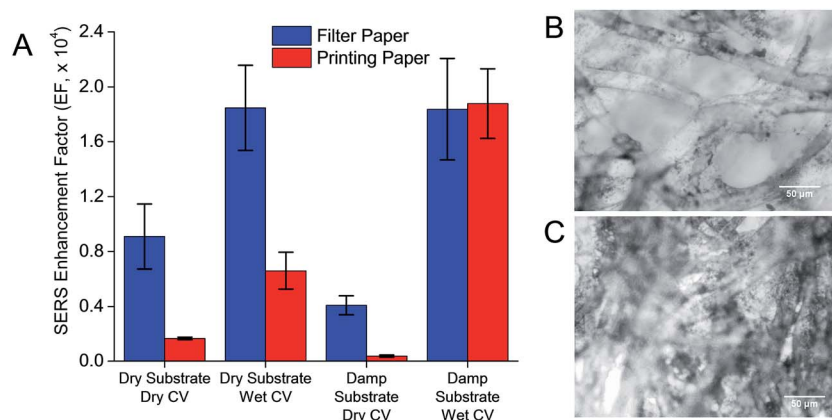 A
SERS Enhancement Factor (EF, x 10⁴)
2.4
2.0
1.6
1.2
0.8
0.4
0.0
Filter Paper
Printing Paper
Dry Substrate
Dry CV
Dry Substrate
Wet CV
Damp
Substrate
Dry CV
Damp
Substrate
Wet CV
B
50 µm
C
50 µm